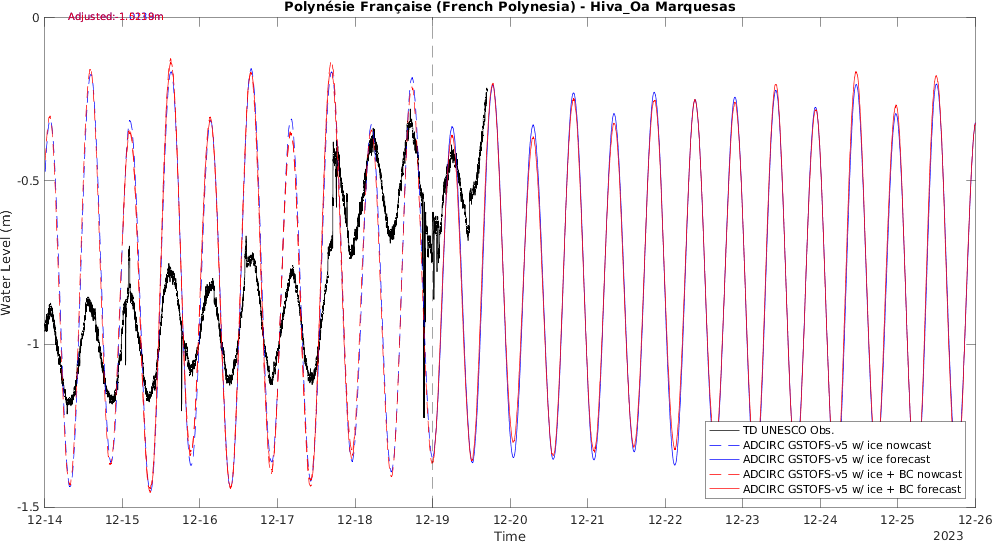 Polynésie Française (French Polynesia) - Hiva_Oa Marquesas
0
-0.5
-1
-1.5
Water Level (m)
12-14 12-15 12-16 12-17 12-18 12-19 12-20 12-21 12-22 12-23 12-24 12-25 12-26
2023
Time
TD UNESCO Obs.
ADCIRC GSTOFS-v5 w/ ice nowcast
ADCIRC GSTOFS-v5 w/ ice forecast
ADCIRC GSTOFS-v5 w/ ice + BC nowcast
ADCIRC GSTOFS-v5 w/ ice + BC forecast